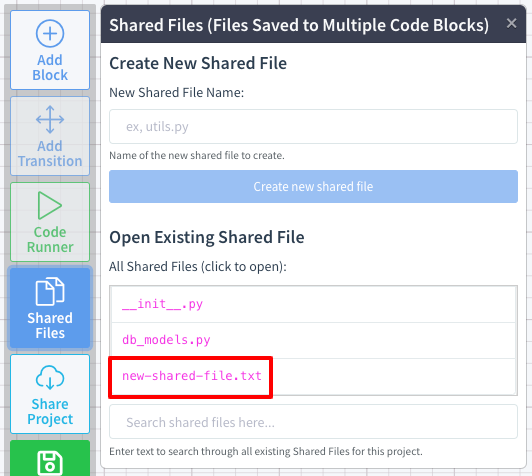 Add
Block
Add
Transition
Code
Runner
Shared
Files
Share
Project
Shared Files (Files Saved to Multiple Code Blocks)
×
Create New Shared File
New Shared File Name:
ex, utils.py
Name of the new shared file to create.
Create new shared file
Open Existing Shared File
All Shared Files (click to open):
__init__.py
db_models.py
new-shared-file.txt
Search shared files here...
Enter text to search through all existing Shared Files for this project.